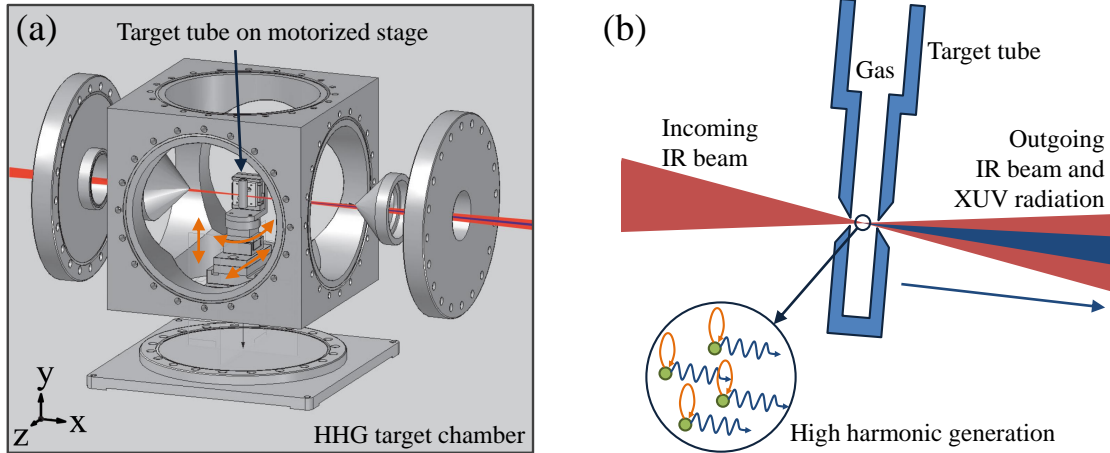 (a)
Target tube on motorized stage
y
x
z
HHG target chamber
(b)
Target tube
Gas
Incoming
IR beam
Outgoing
IR beam and
XUV radiation
High harmonic generation